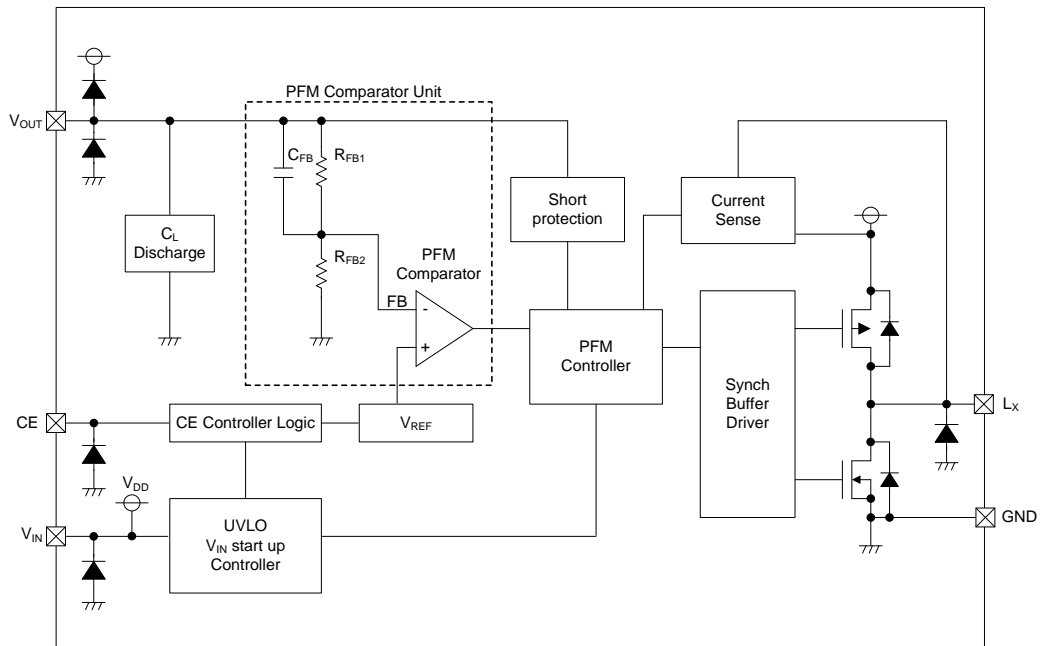 PFM Comparator Unit
VOUT
CFB
RFB1
Short
protection
Current
Sense
CL
Discharge
RFB2
PFM
Comparator
FB
-
+
PFM
Controller
Synch
Buffer
Driver
LX
CE
CE Controller Logic
VREF
VDD
VIN
UVLO
VIN start up
Controller
GND